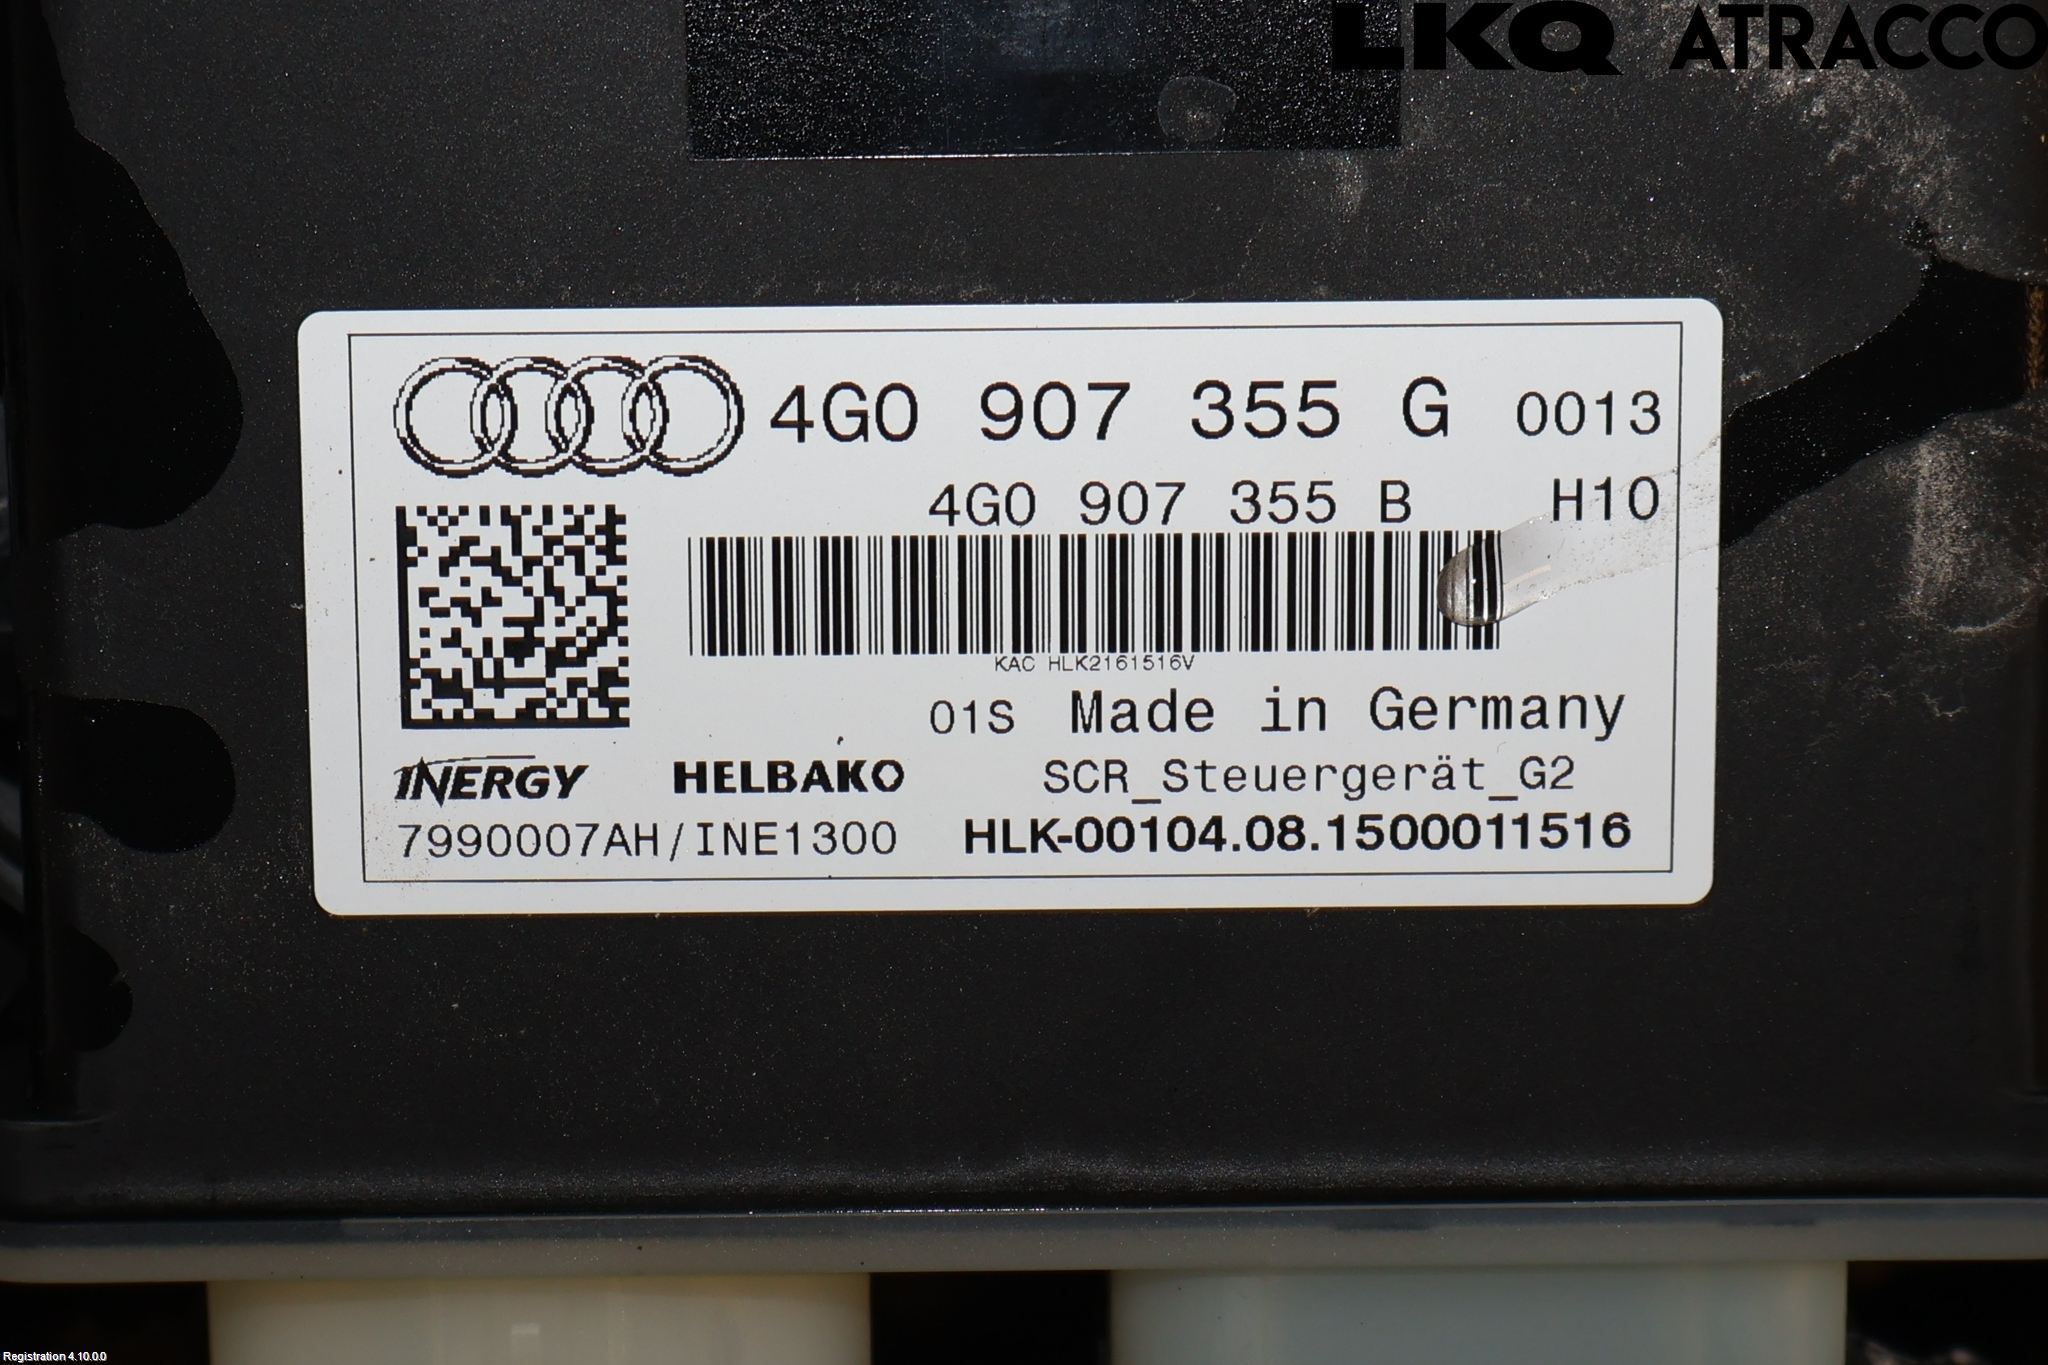 LKQ ATRACCO
4G0 907 355 G 0013
4G0 907 355 B H10
KAC HLK2161516V
01S Made in Germany
INERGY HELBAKO SCR_Steuergerät_G2
7990007AH/INE1300 HLK-00104.08.1500011516
Registration 4.10.0.0